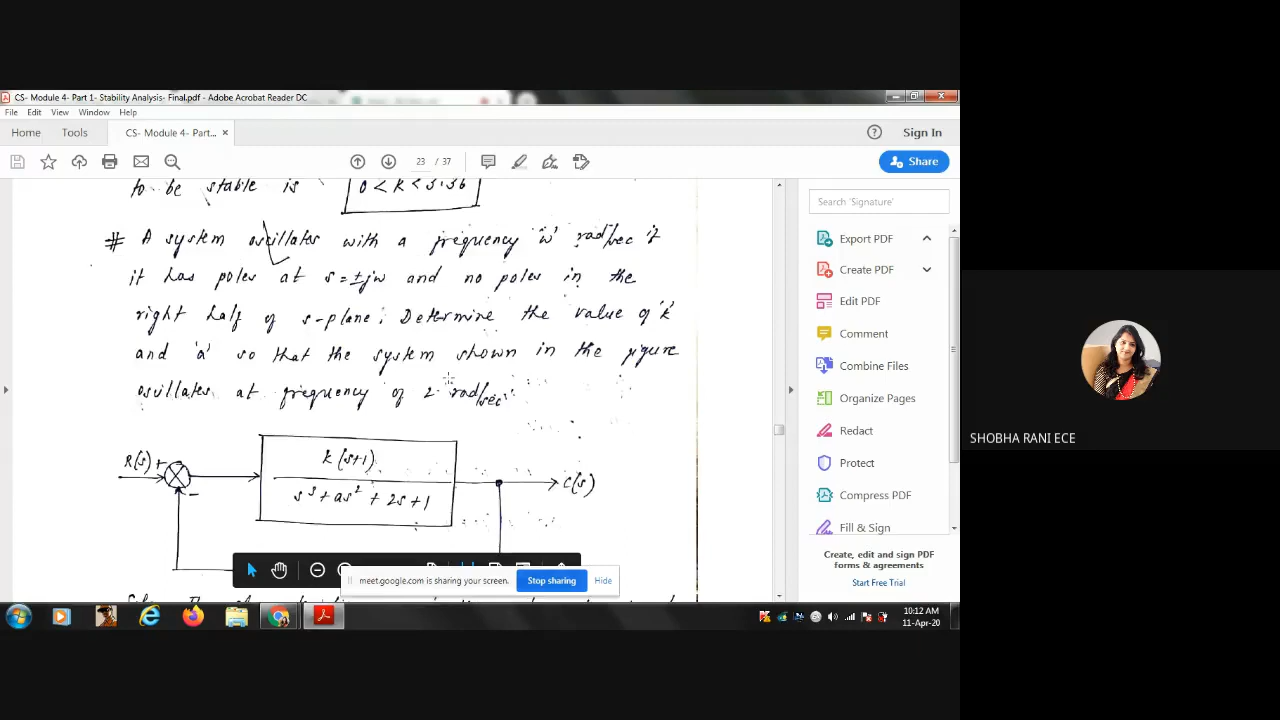 CS- Module 4- Part 1- Stability Analysis- Final.pdf - Adobe Acrobat Reader DC
File Edit View Window Help
Home Tools CS- Module 4- Part... × Sign In
23 / 37
Share
to be stable is 0 < K < 5.36
Search 'Signature'
# A system oscillates with a frequency 'w' rad/sec if
it has poles at s = ±jw and no poles in the
right half of s-plane; Determine the value of 'K'
and 'a' so that the system shown in the figure
oscillates at frequency of 2 rad/sec.
R(s) +
-
k(s+1)
s³ + as² + 2s + 1
C(s)
Export PDF
Create PDF
Edit PDF
Comment
Combine Files
Organize Pages
Redact
Protect
Compress PDF
Fill & Sign
Create, edit and sign PDF
forms & agreements
Start Free Trial
meet.google.com is sharing your screen. Stop sharing Hide
10:12 AM
11-Apr-20
SHOBHA RANI ECE